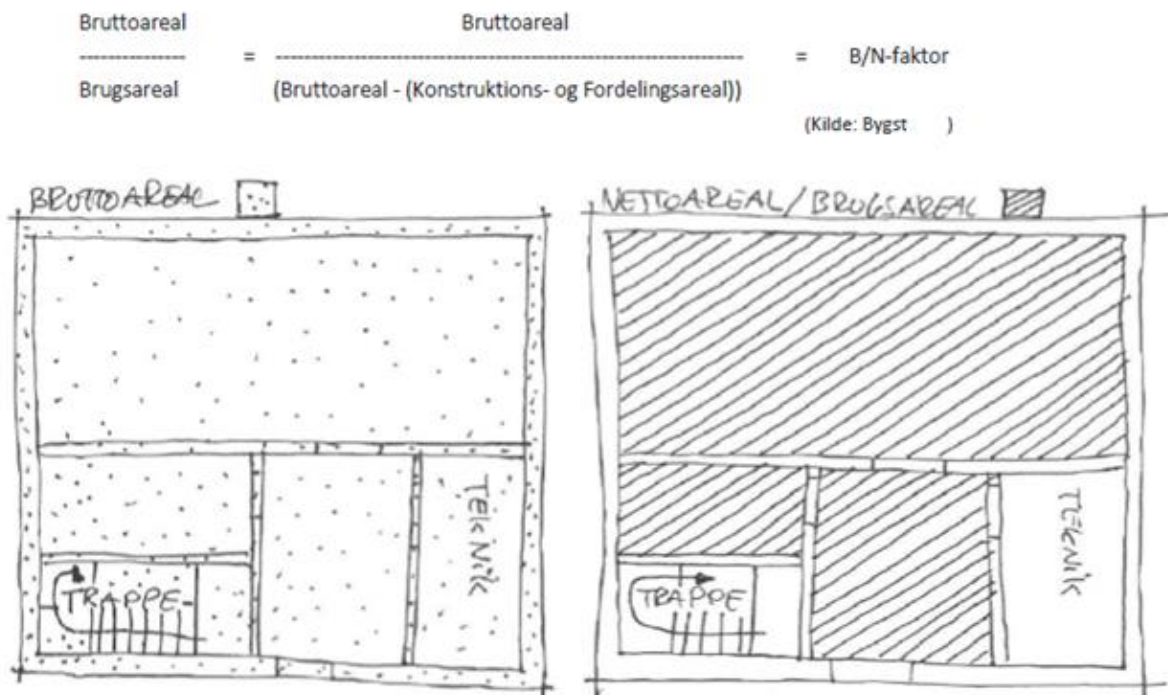 Bruttoareal Bruttoareal
--------------- = ------------------------------------------------------------------ = B/N-faktor
Brugsareal (Bruttoareal - (Konstruktions- og Fordelingsareal))
(Kilde: Bygst )
BRUTTOAREAL
NETTOAREAL/BRUGSAREAL
TEKNIK
TRAPPE
TEKNIK
TRAPPE